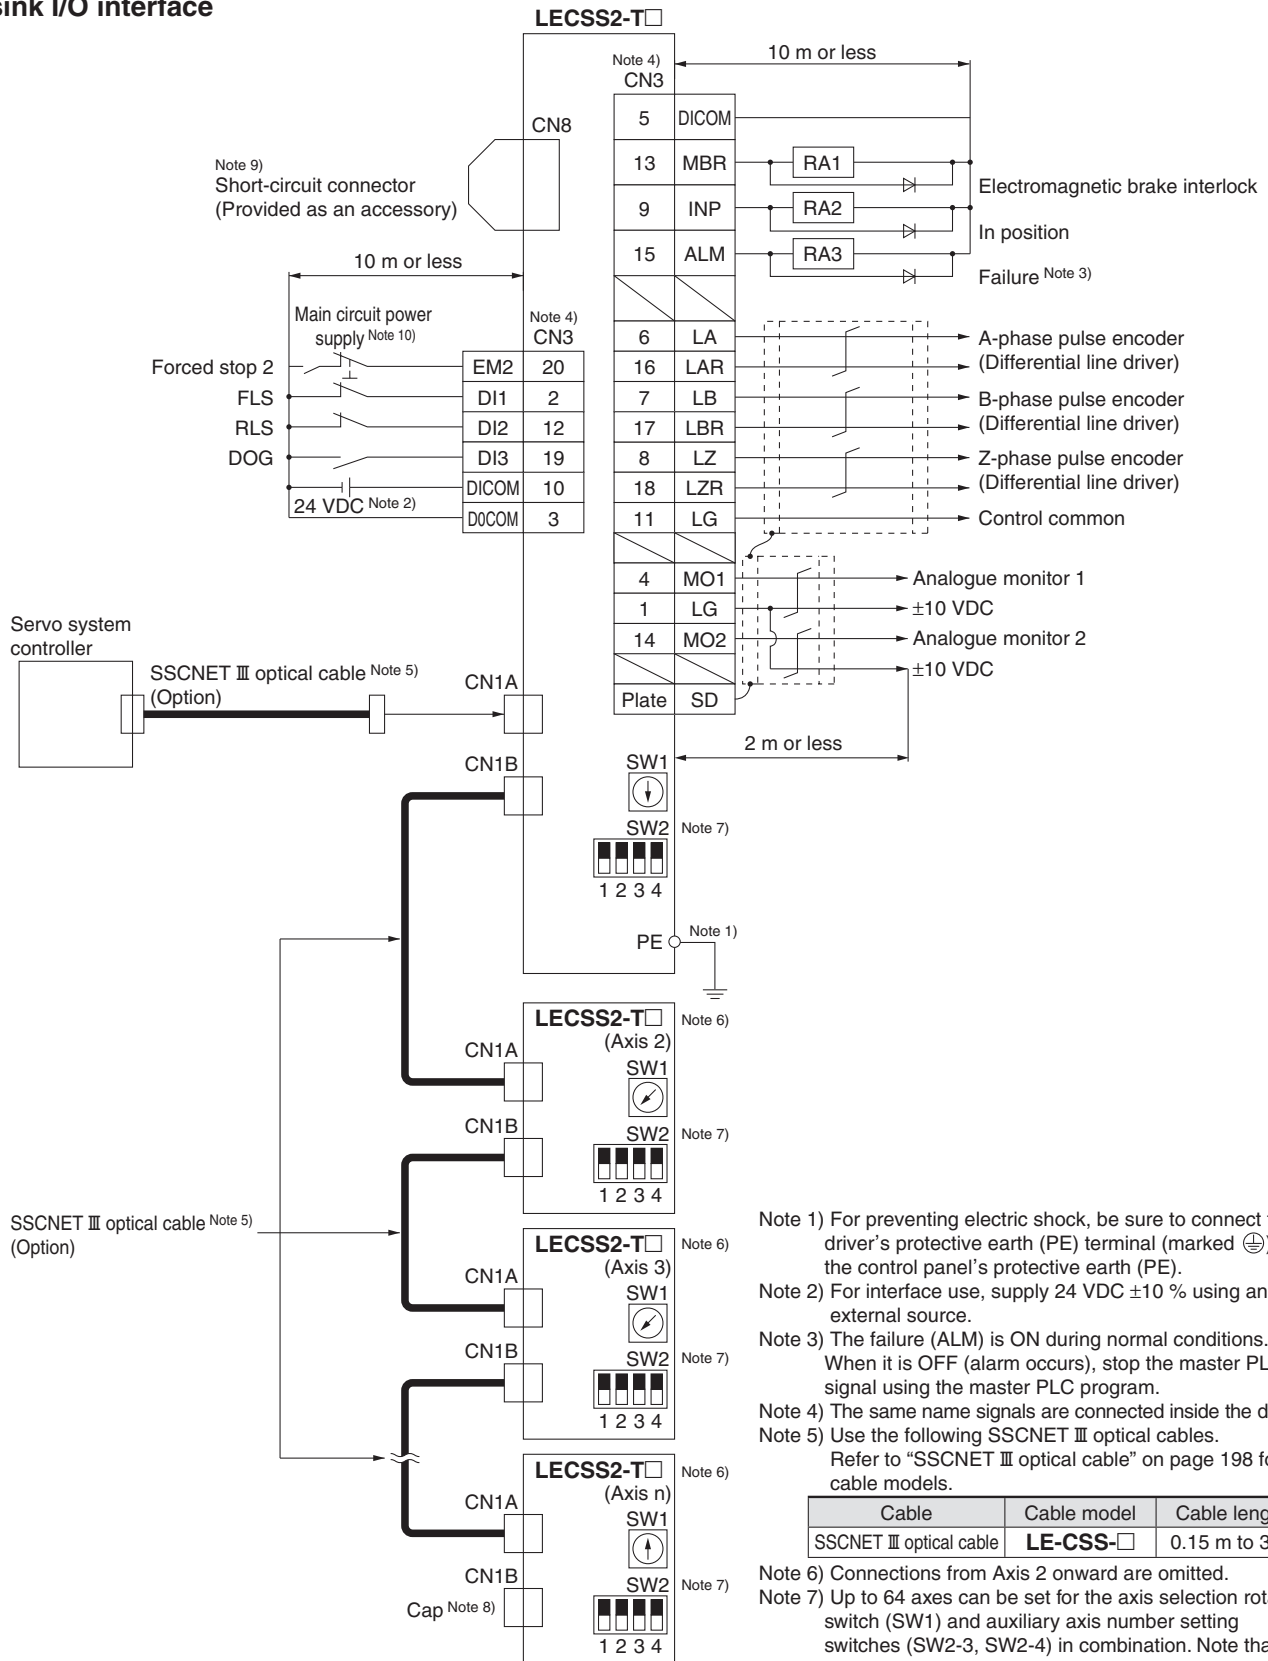 sink I/O interface
LECSS2-T□
Note 4)
CN3
10 m or less
5 DICOM
13 MBR RA1
Electromagnetic brake interlock
9 INP RA2
In position
15 ALM RA3
Failure Note 3)
CN8
Note 9)
Short-circuit connector
(Provided as an accessory)
10 m or less
Main circuit power
supply Note 10)
Note 4)
CN3
Forced stop 2 EM2 20
FLS DI1 2
RLS DI2 12
DOG DI3 19
DICOM 10
24 VDC Note 2)
D0COM 3
6 LA A-phase pulse encoder
16 LAR (Differential line driver)
7 LB B-phase pulse encoder
17 LBR (Differential line driver)
8 LZ Z-phase pulse encoder
18 LZR (Differential line driver)
11 LG Control common
4 MO1 Analogue monitor 1
1 LG ±10 VDC
14 MO2 Analogue monitor 2
±10 VDC
Plate SD
2 m or less
Servo system
controller
SSCNET Ⅲ optical cable Note 5)
(Option)
CN1A
CN1B
SW1
SW2 Note 7)
1 2 3 4
PE Note 1)
LECSS2-T□ Note 6)
(Axis 2)
CN1A
SW1
CN1B
SW2 Note 7)
1 2 3 4
SSCNET Ⅲ optical cable Note 5)
(Option)
LECSS2-T□ Note 6)
(Axis 3)
CN1A
SW1
CN1B
SW2 Note 7)
1 2 3 4
LECSS2-T□ Note 6)
(Axis n)
CN1A
SW1
CN1B
Cap Note 8)
SW2 Note 7)
1 2 3 4
Note 1) For preventing electric shock, be sure to connect
driver's protective earth (PE) terminal (marked ⏚)
the control panel's protective earth (PE).
Note 2) For interface use, supply 24 VDC ±10 % using an
external source.
Note 3) The failure (ALM) is ON during normal conditions.
When it is OFF (alarm occurs), stop the master
signal using the master PLC program.
Note 4) The same name signals are connected inside the
Note 5) Use the following SSCNET Ⅲ optical cables.
Refer to “SSCNET Ⅲ optical cable” on page 198
cable models.
Cable Cable model Cable
SSCNET Ⅲ optical cable LE-CSS-□ 0.15 m to
Note 6) Connections from Axis 2 onward are omitted.
Note 7) Up to 64 axes can be set for the axis selection
switch (SW1) and auxiliary axis number setting
switches (SW2-3, SW2-4) in combination. Note